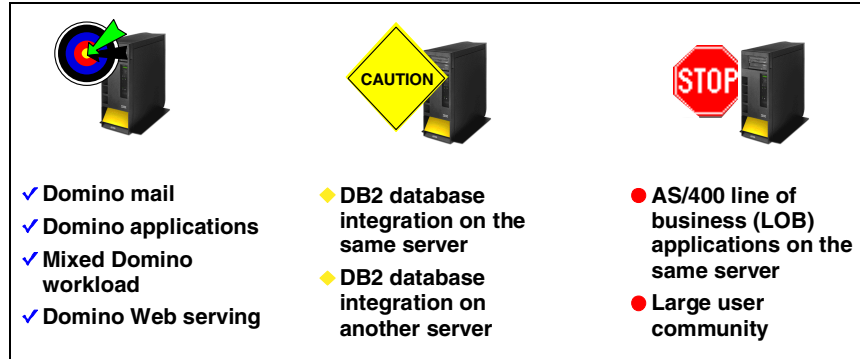 CAUTION
STOP
Domino mail
Domino applications
Mixed Domino
workload
Domino Web serving
DB2 database
integration on the
same server
DB2 database
integration on
another server
AS/400 line of
business (LOB)
applications on the
same server
Large user
community